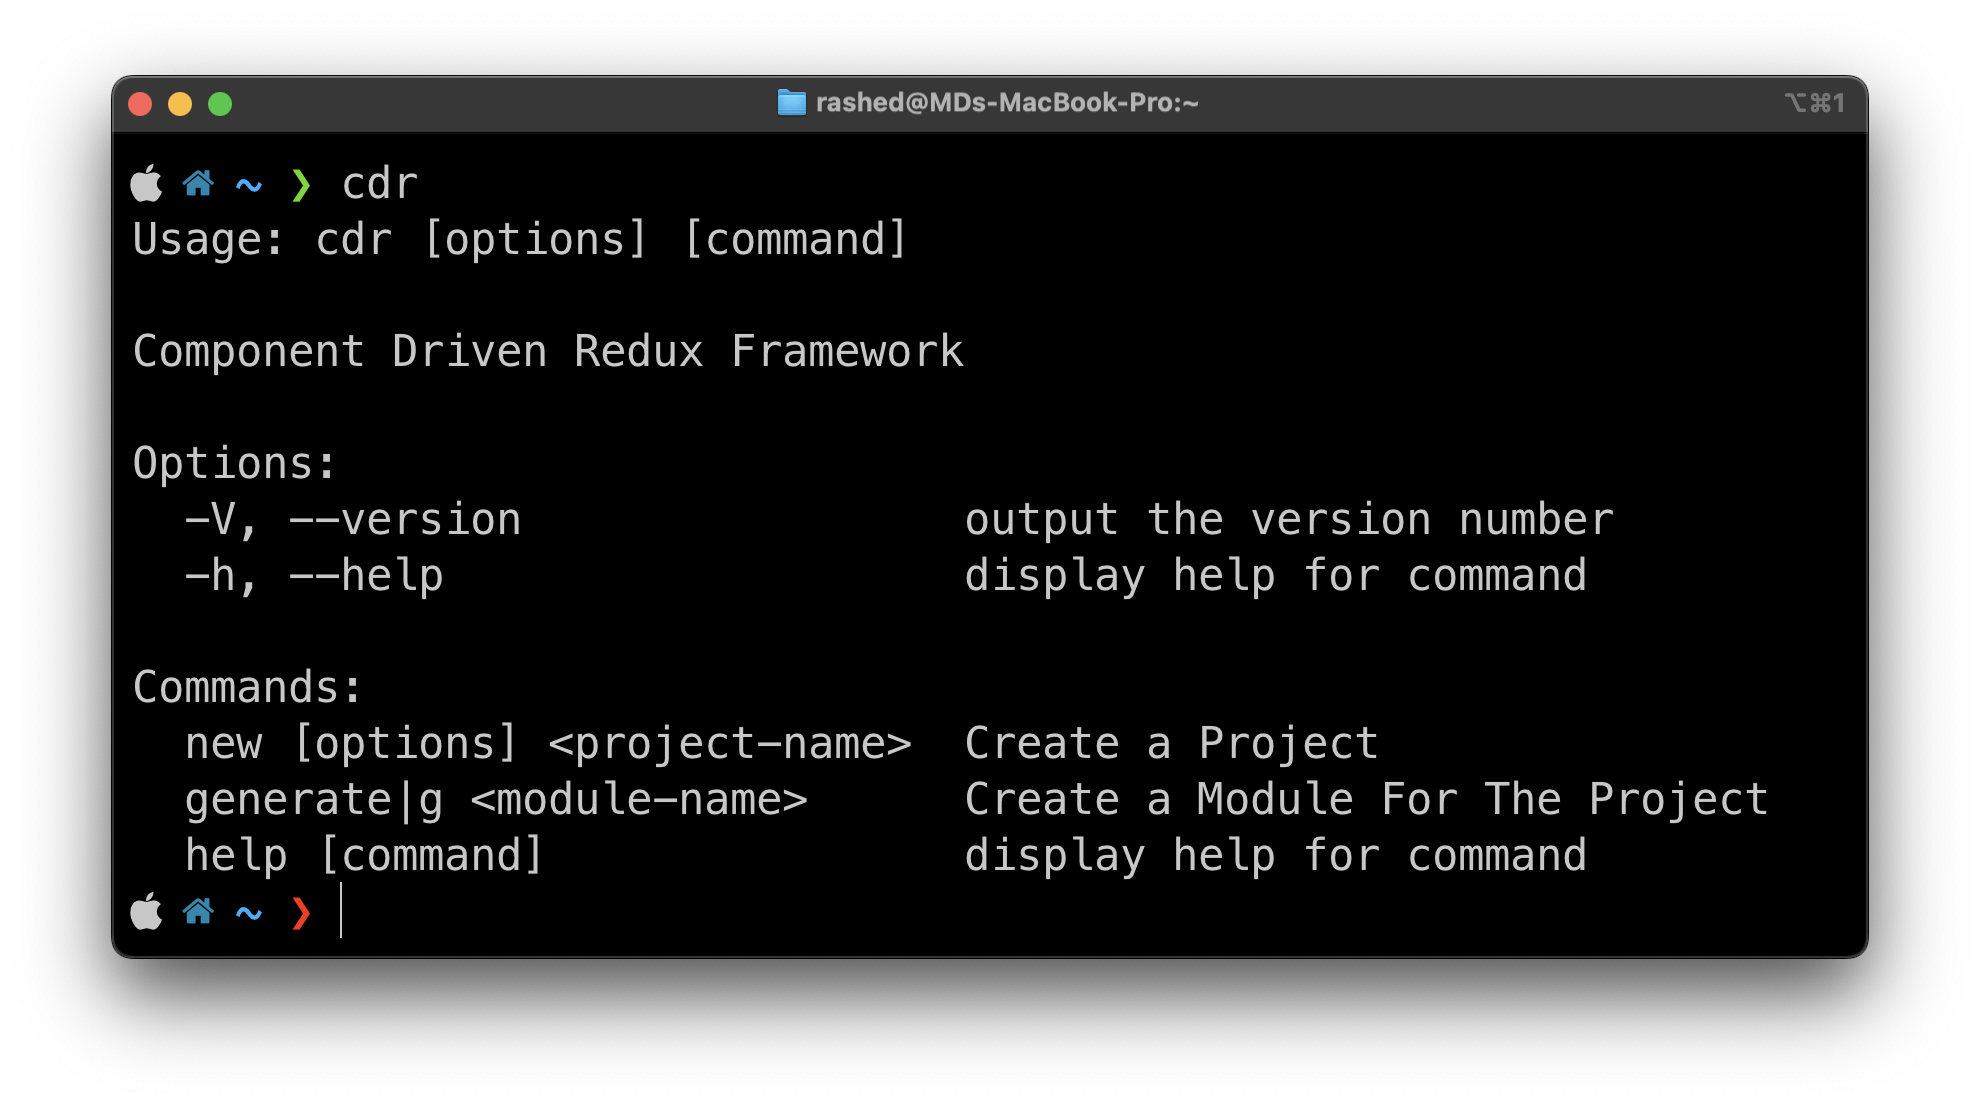 rashed@MDs-MacBook-Pro:~ ⌥⌘1
~ ❯ cdr
Usage: cdr [options] [command]
Component Driven Redux Framework
Options:
-V, --version output the version number
-h, --help display help for command
Commands:
new [options] <project-name> Create a Project
generate|g <module-name> Create a Module For The Project
help [command] display help for command
~ ❯